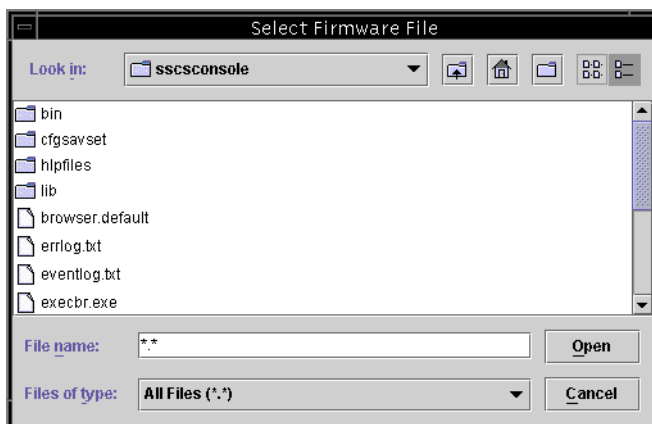 Select Firmware File
Look in: sscsconsole
bin
cfgsavset
hlpfiles
lib
browser.default
errlog.txt
eventlog.txt
execbr.exe
File name: *.* Open
Files of type: All Files (*.*) Cancel